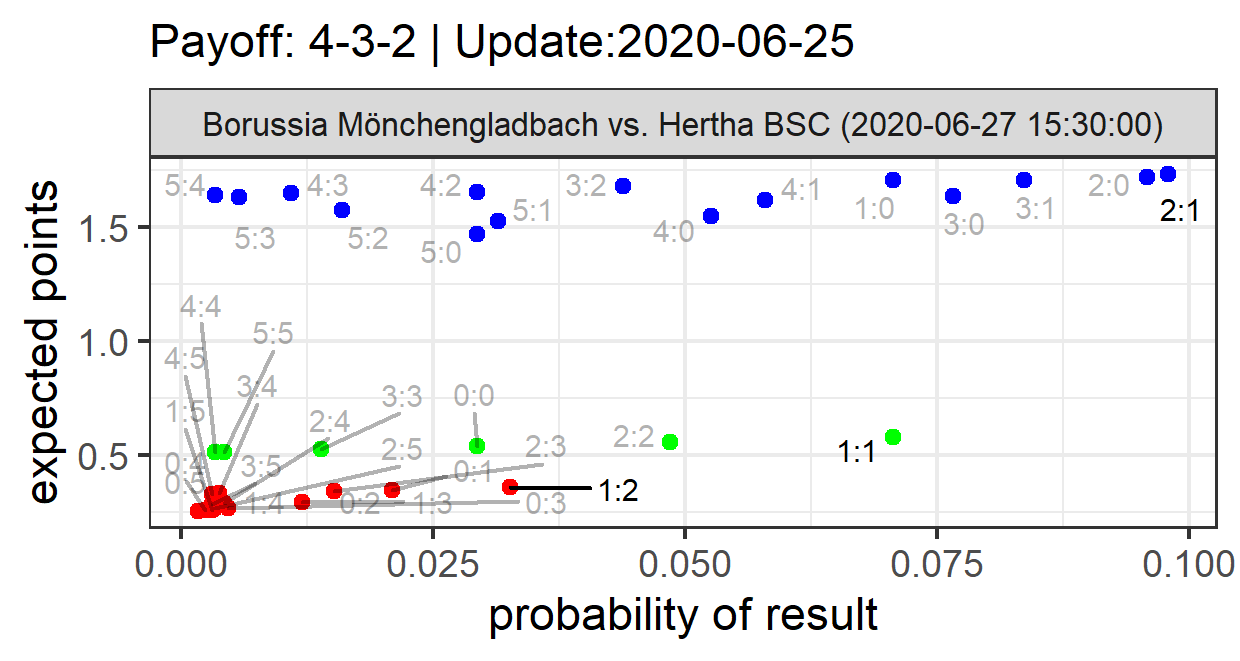 Payoff: 4-3-2 | Update:2020-06-25
Borussia Mönchengladbach vs. Hertha BSC (2020-06-27 15:30:00)
5:4 4:3 4:2 3:2 4:1 2:0
5:3 5:2 5:1 5:0 4:0 1:0 3:0 3:1 2:1
1.5
4:4
5:5
1.0
4:5
3:4
3:3 0:0
1:5 2:4
2:2 1:1
2:5 2:3
0.5
0:4 3:5 0:1
0:5 1:4 0:2 1:3 0:3 1:2
expected points
0.000 0.025 0.050 0.075 0.100
probability of result